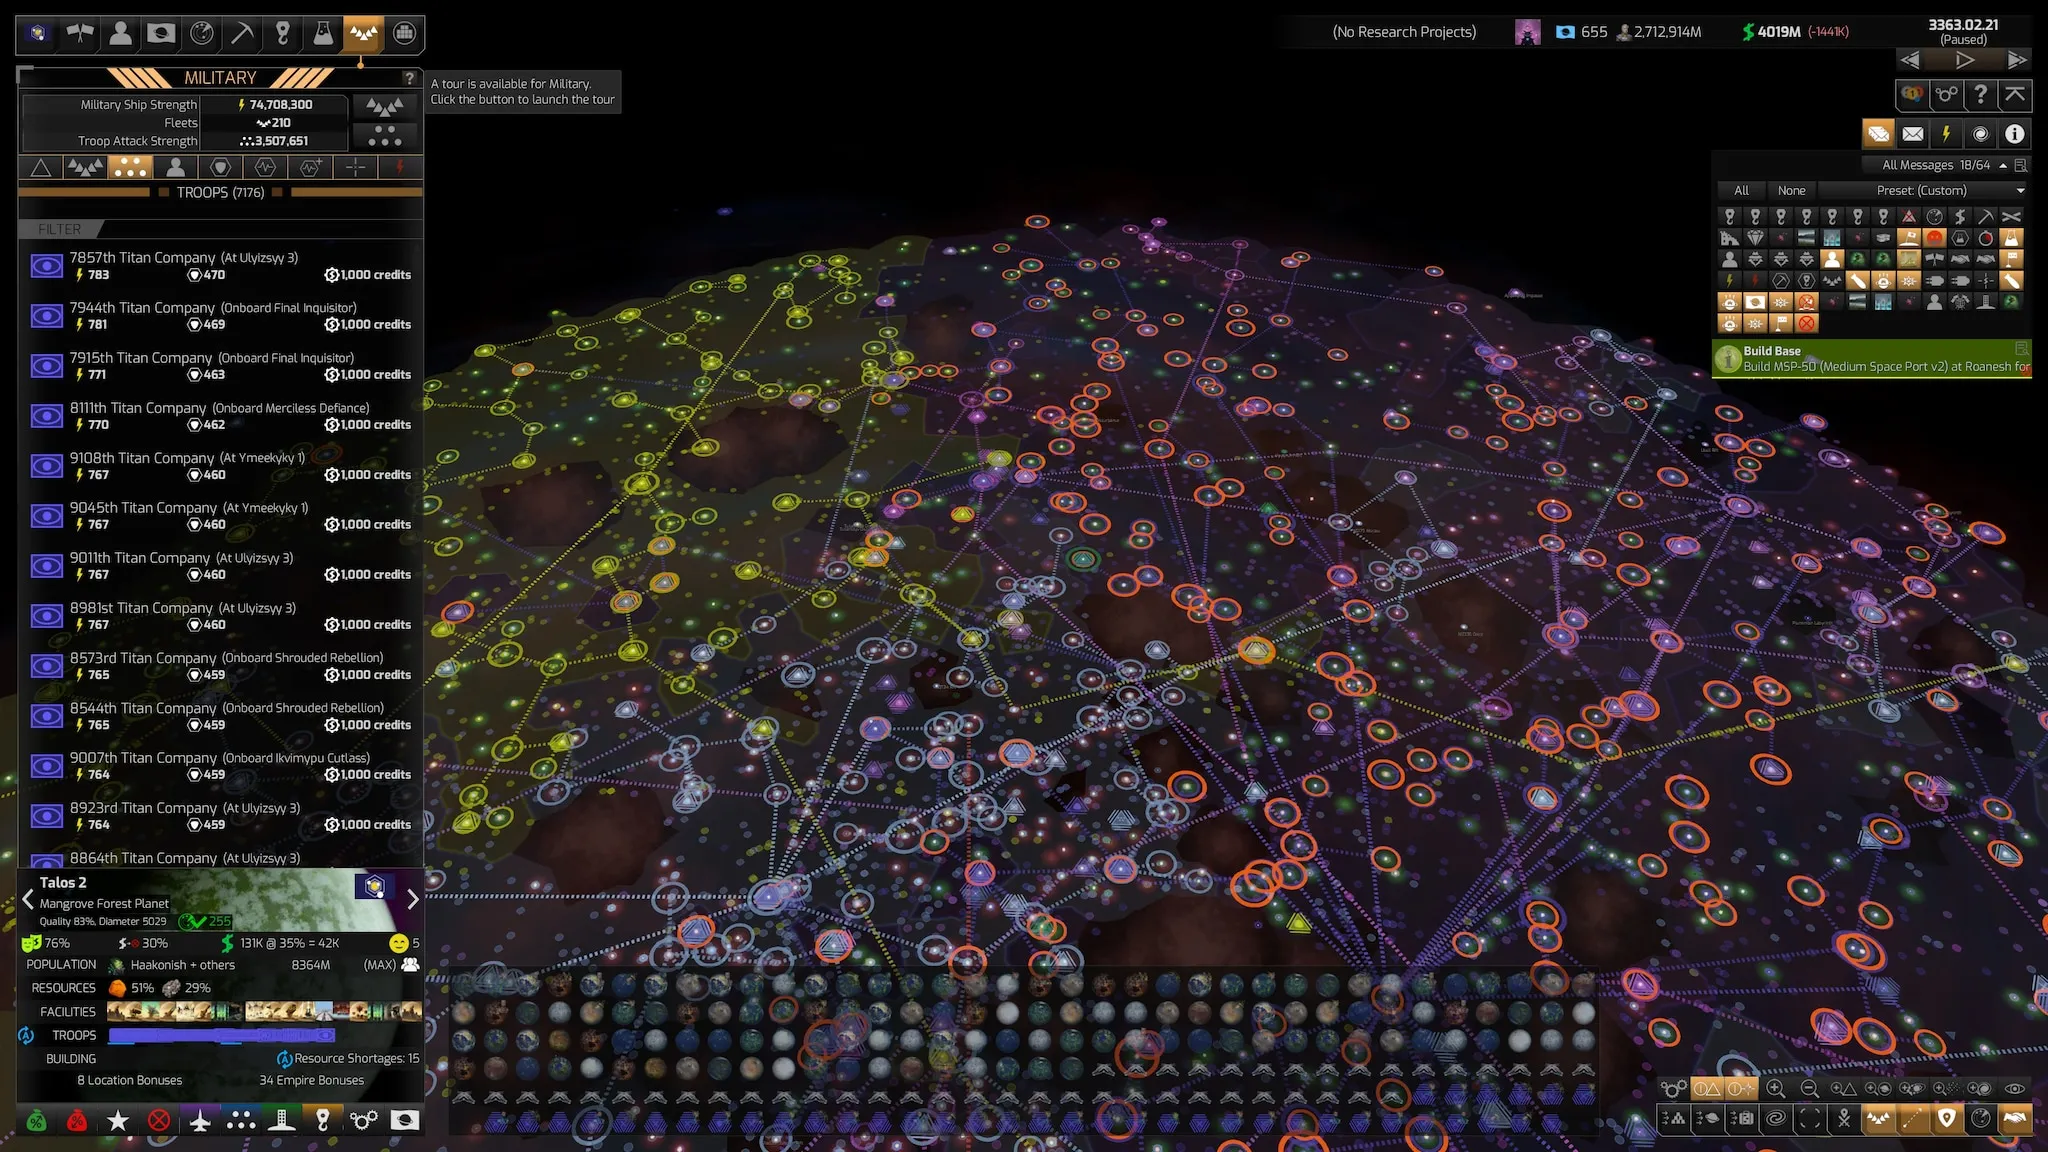 (No Research Projects)
655
2,712,914M
4019M (-1441K)
3363.02.21
(Paused)
MILITARY
?
A tour is available for Military.
Click the button to launch the tour
Military Ship Strength
74,708,300
Fleets
210
Troop Attack Strength
3,507,651
TROOPS (7176)
FILTER
7857th Titan Company (At Ulyizsyy 3)
783 470 1,000 credits
7944th Titan Company (Onboard Final Inquisitor)
781 469 1,000 credits
7915th Titan Company (Onboard Final Inquisitor)
771 463 1,000 credits
8111th Titan Company (Onboard Merciless Defiance)
770 462 1,000 credits
9108th Titan Company (At Ymeekyky 1)
767 460 1,000 credits
9045th Titan Company (At Ymeekyky 1)
767 460 1,000 credits
9011th Titan Company (At Ulyizsyy 3)
767 460 1,000 credits
8981st Titan Company (At Ulyizsyy 3)
767 460 1,000 credits
8573rd Titan Company (Onboard Shrouded Rebellion)
765 459 1,000 credits
8544th Titan Company (Onboard Shrouded Rebellion)
765 459 1,000 credits
9007th Titan Company (Onboard Ikvimypu Cutlass)
764 459 1,000 credits
8923rd Titan Company (At Ulyizsyy 3)
764 459 1,000 credits
8864th Titan Company (At Ulyizsyy 3)
Talos 2
Mangrove Forest Planet
Quality 83%, Diameter 5029
255
76%
30%
131K @ 35% = 42K
5
POPULATION
Haakonish + others
8364M
(MAX)
RESOURCES
51%
29%
FACILITIES
TROOPS
BUILDING
Resource Shortages: 15
8 Location Bonuses
34 Empire Bonuses
All Messages 18/64
All
None
Preset: (Custom)
Build Base
Build MSP-50 (Medium Space Port v2) at Roanesh for